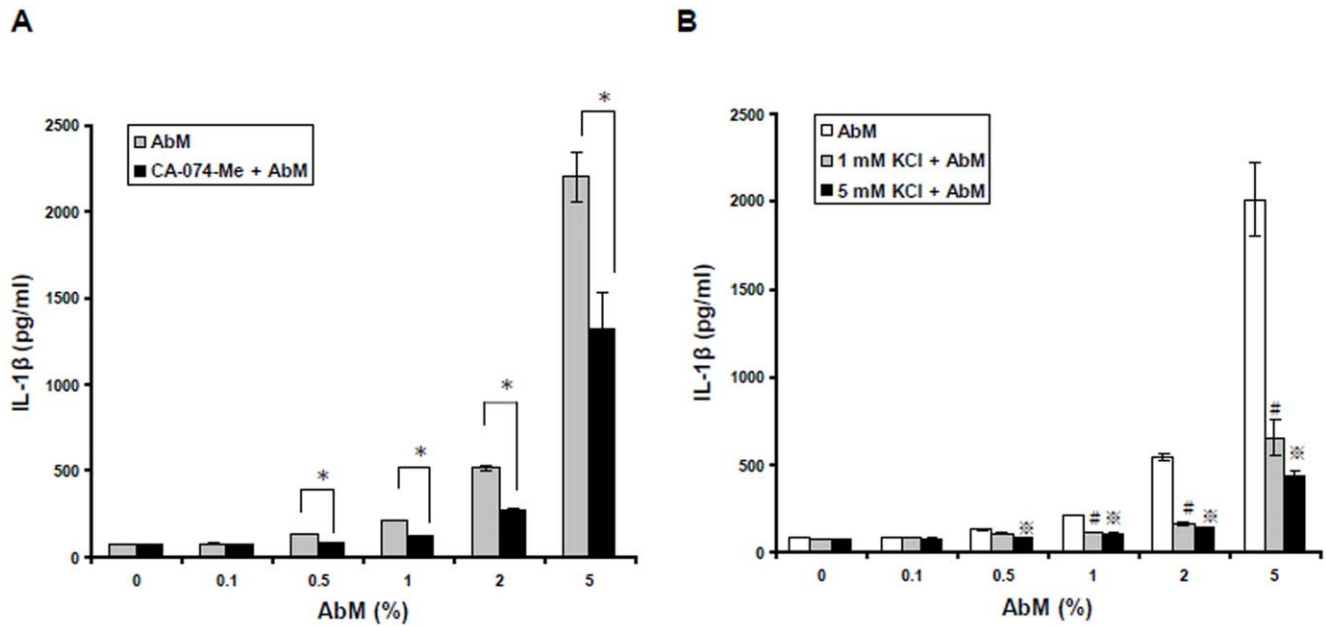 A
B
2500
2000
1500
1000
500
0
IL-1β (pg/ml)
AbM
CA-074-Me + AbM
*
*
*
*
*
0 0.1 0.5 1 2 5
AbM (%)
2500
2000
1500
1000
500
0
IL-1β (pg/ml)
AbM
1 mM KCl + AbM
5 mM KCl + AbM
※
# ※
# ※
#
※
0 0.1 0.5 1 2 5
AbM (%)